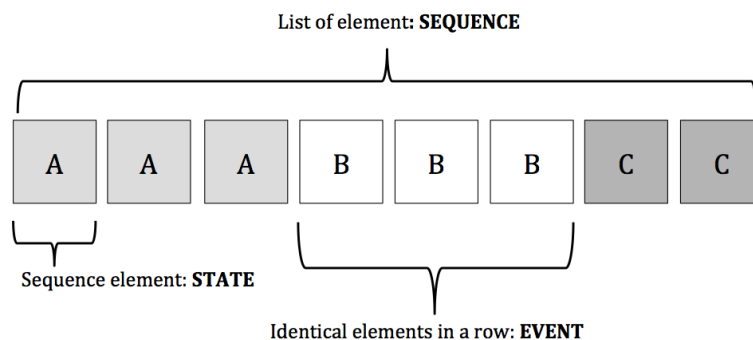 List of element: SEQUENCE
A A A B B B C C
Sequence element: STATE
Identical elements in a row: EVENT